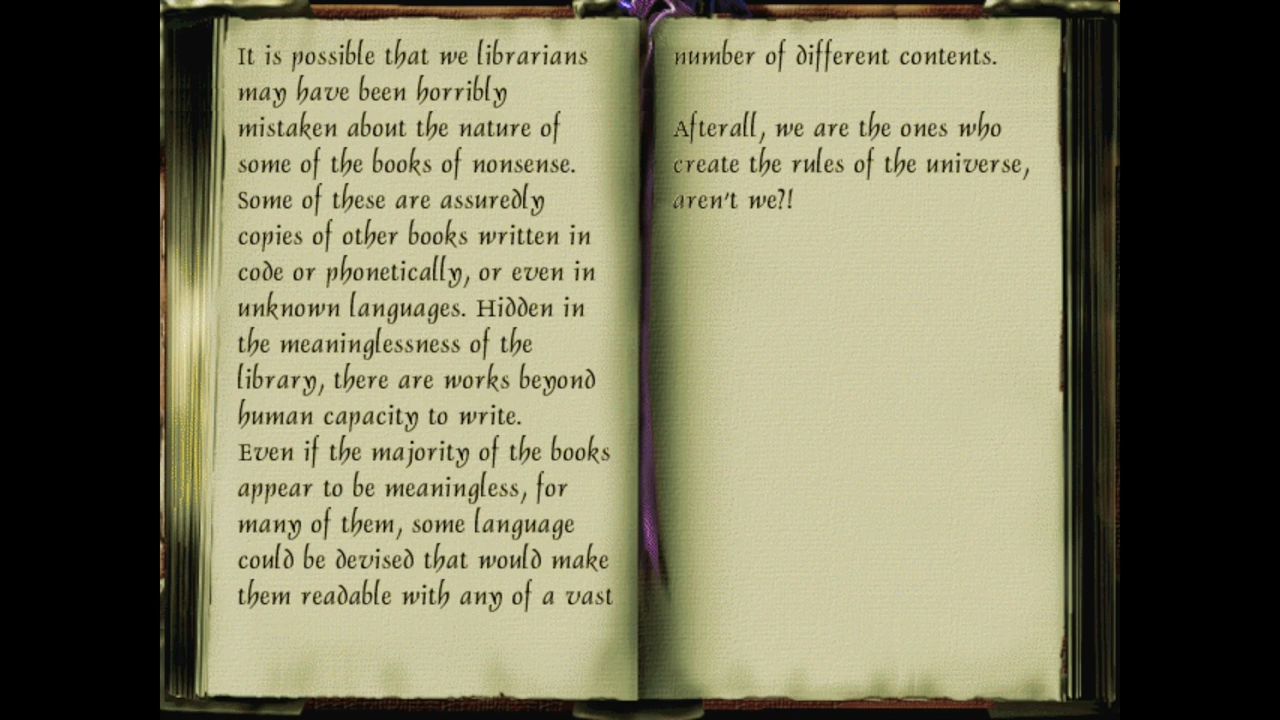 It is possible that we librarians
may have been horribly
mistaken about the nature of
some of the books of nonsense.
Some of these are assuredly
copies of other books written in
code or phonetically, or even in
unknown languages. Hidden in
the meaninglessness of the
library, there are works beyond
human capacity to write.
Even if the majority of the books
appear to be meaningless, for
many of them, some language
could be devised that would make
them readable with any of a vast
number of different contents.

Afterall, we are the ones who
create the rules of the universe,
aren't we?!